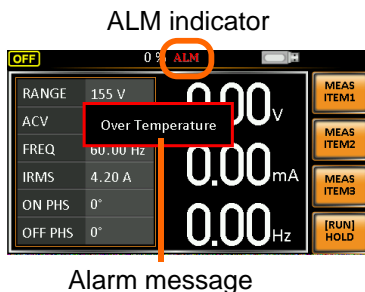 ALM indicator
OFF 0 % ALM
RANGE 155 V
ACV
FREQ 60.00 Hz
IRMS 4.20 A
ON PHS 0°
OFF PHS 0°
Over Temperature
0.00V
0.00mA
0.00Hz
MEAS
ITEM1
MEAS
ITEM2
MEAS
ITEM3
[RUN]
HOLD
Alarm message